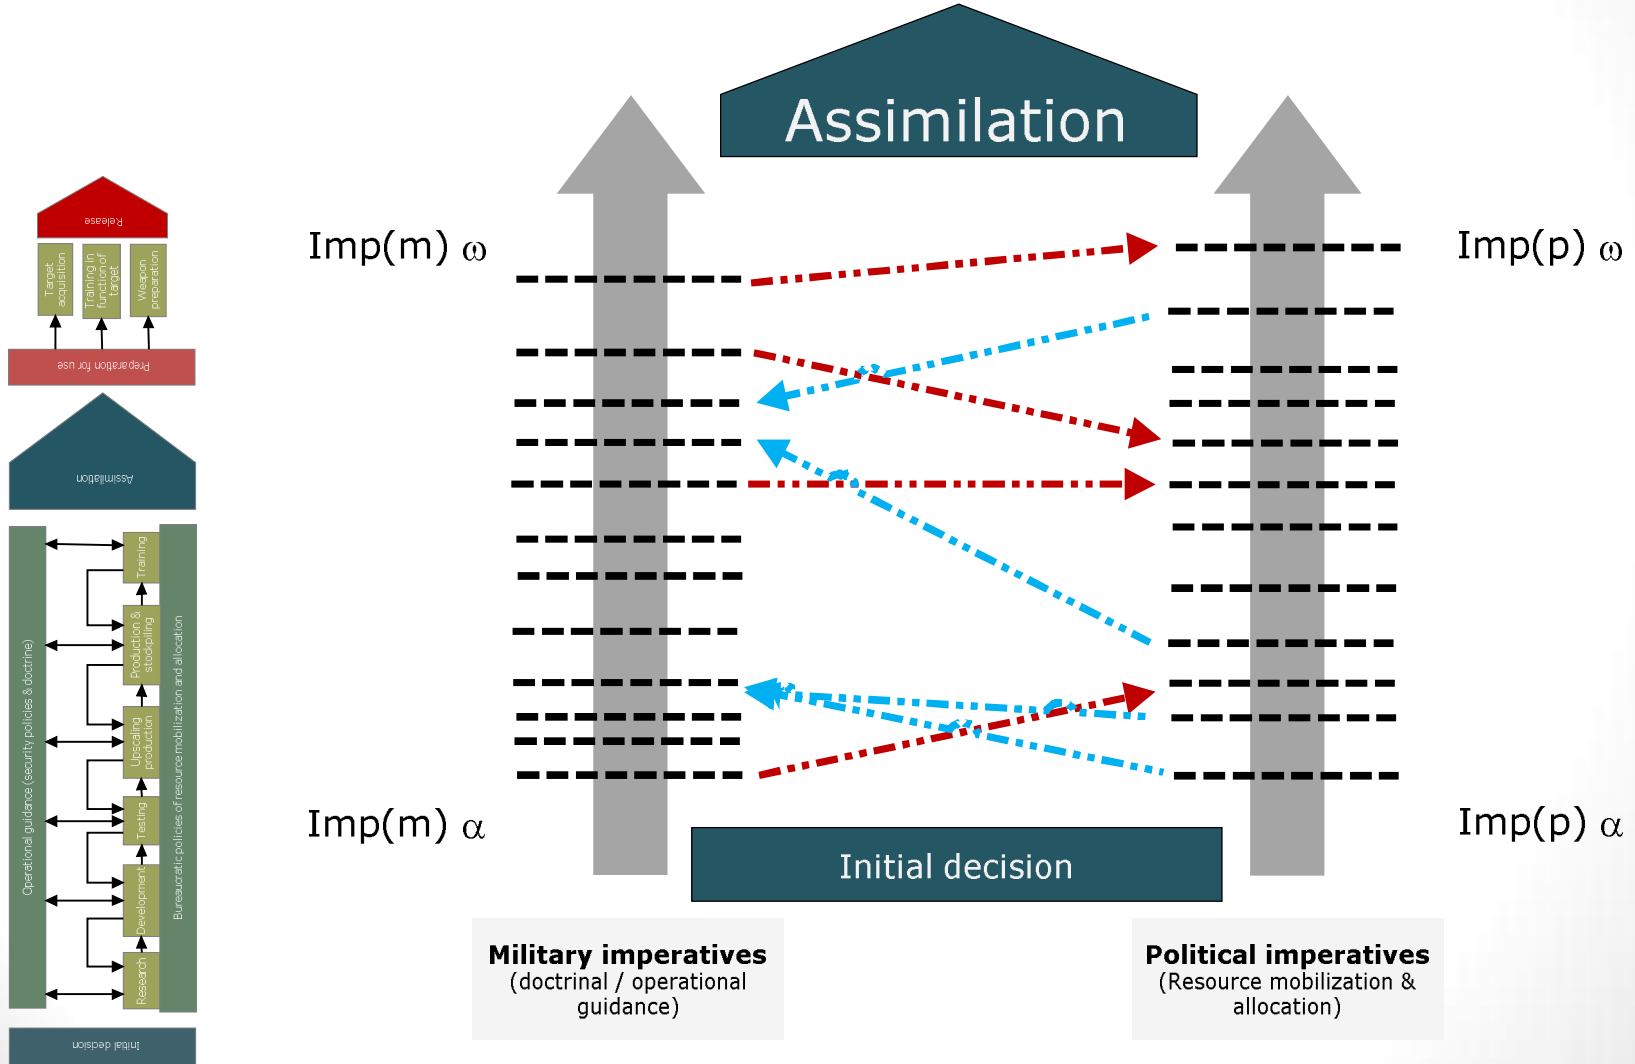 Assimilation
Imp(m) ω
Imp(p) ω
Imp(m) α
Imp(p) α
Initial decision
Military imperatives
(doctrinal / operational
guidance)
Political imperatives
(Resource mobilization &
allocation)
Release
Target
acquisition
Training in
function of
target
Weapon
preparation
Preparation for use
Assimilation
Operational guidance (security policies & doctrine)
Training
Production &
stockpiling
Upscaling
production
Testing
Development
Research
Bureaucratic policies of resource mobilization and allocation
Initial decision